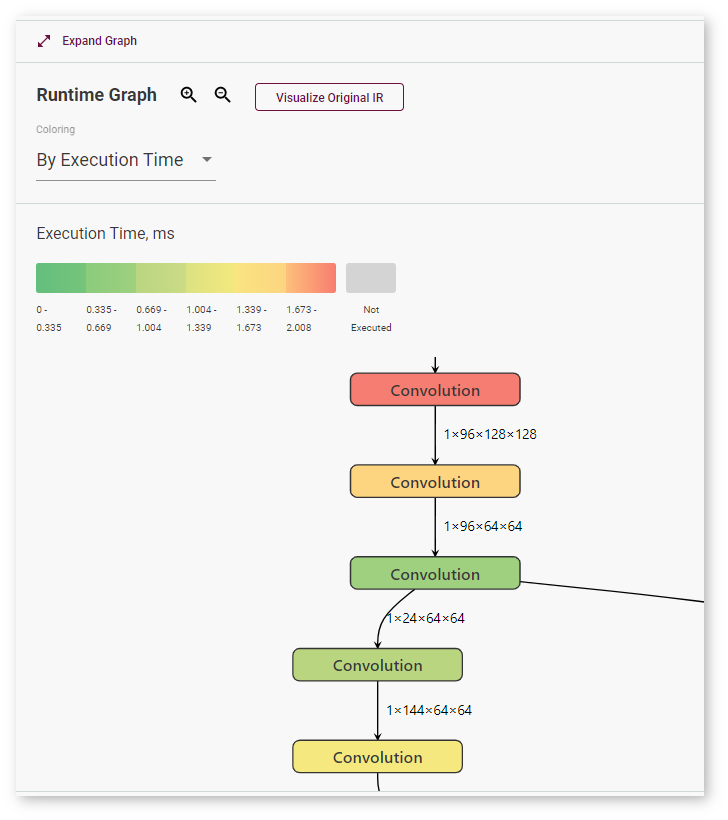 Expand Graph
Runtime Graph
Visualize Original IR
Coloring
By Execution Time
Execution Time, ms
0 - 0.335 - 0.669 - 1.004 - 1.339 - 1.673 - Not
0.335 0.669 1.004 1.339 1.673 2.008 Executed
Convolution
1×96×128×128
Convolution
1×96×64×64
Convolution
1×24×64×64
Convolution
1×144×64×64
Convolution